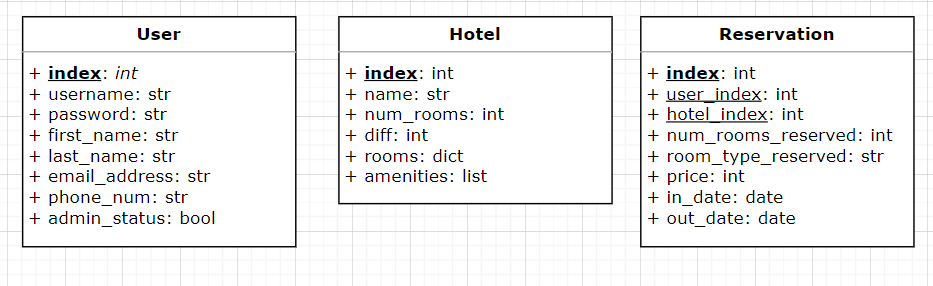 User
+ index: int
+ username: str
+ password: str
+ first_name: str
+ last_name: str
+ email_address: str
+ phone_num: str
+ admin_status: bool
Hotel
+ index: int
+ name: str
+ num_rooms: int
+ diff: int
+ rooms: dict
+ amenities: list
Reservation
+ index: int
+ user_index: int
+ hotel_index: int
+ num_rooms_reserved: int
+ room_type_reserved: str
+ price: int
+ in_date: date
+ out_date: date